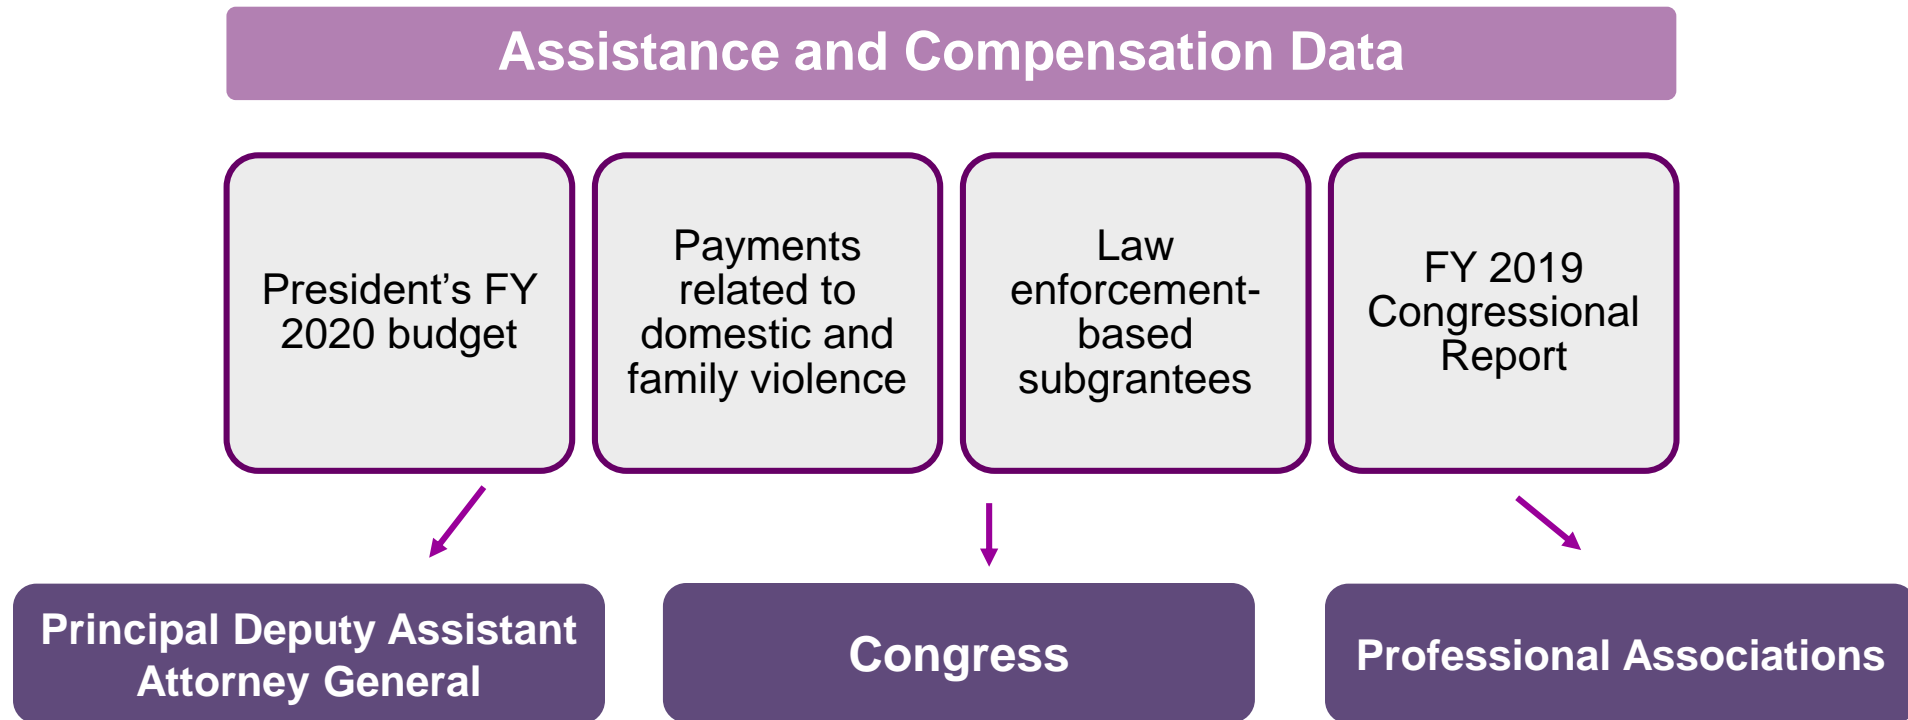 Assistance and Compensation Data
President’s FY
2020 budget
Payments
related to
domestic and
family violence
Law
enforcement-
based
subgrantees
FY 2019
Congressional
Report
Principal Deputy Assistant
Attorney General
Congress
Professional Associations